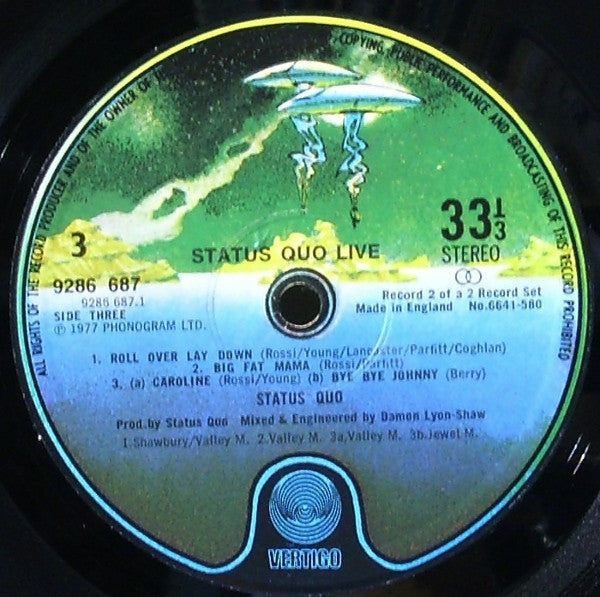 ALL RIGHTS OF THE RECORD PRODUCER AND OF THE OWNER OF
COPYING, PUBLIC PERFORMANCE AND BROADCASTING OF THIS RECORD PROHIBITED
3
STATUS QUO LIVE
33⅓
STEREO
9286 687
9286 687.1
SIDE THREE
℗ 1977 PHONOGRAM LTD.
Record 2 of a 2 Record Set
Made in England No.6641-580
1. ROLL OVER LAY DOWN (Rossi/Young/Lancaster/Parfitt/Coghlan)
2. BIG FAT MAMA (Rossi/Parfitt)
3. (a) CAROLINE (Rossi/Young) (b) BYE BYE JOHNNY (Berry)
STATUS QUO
Prod.by Status Quo Mixed & Engineered by Damon Lyon-Shaw
1.Shawbury/Valley M. 2.Valley M. 3a,Valley M. 3b.Jewel M.
VERTIGO